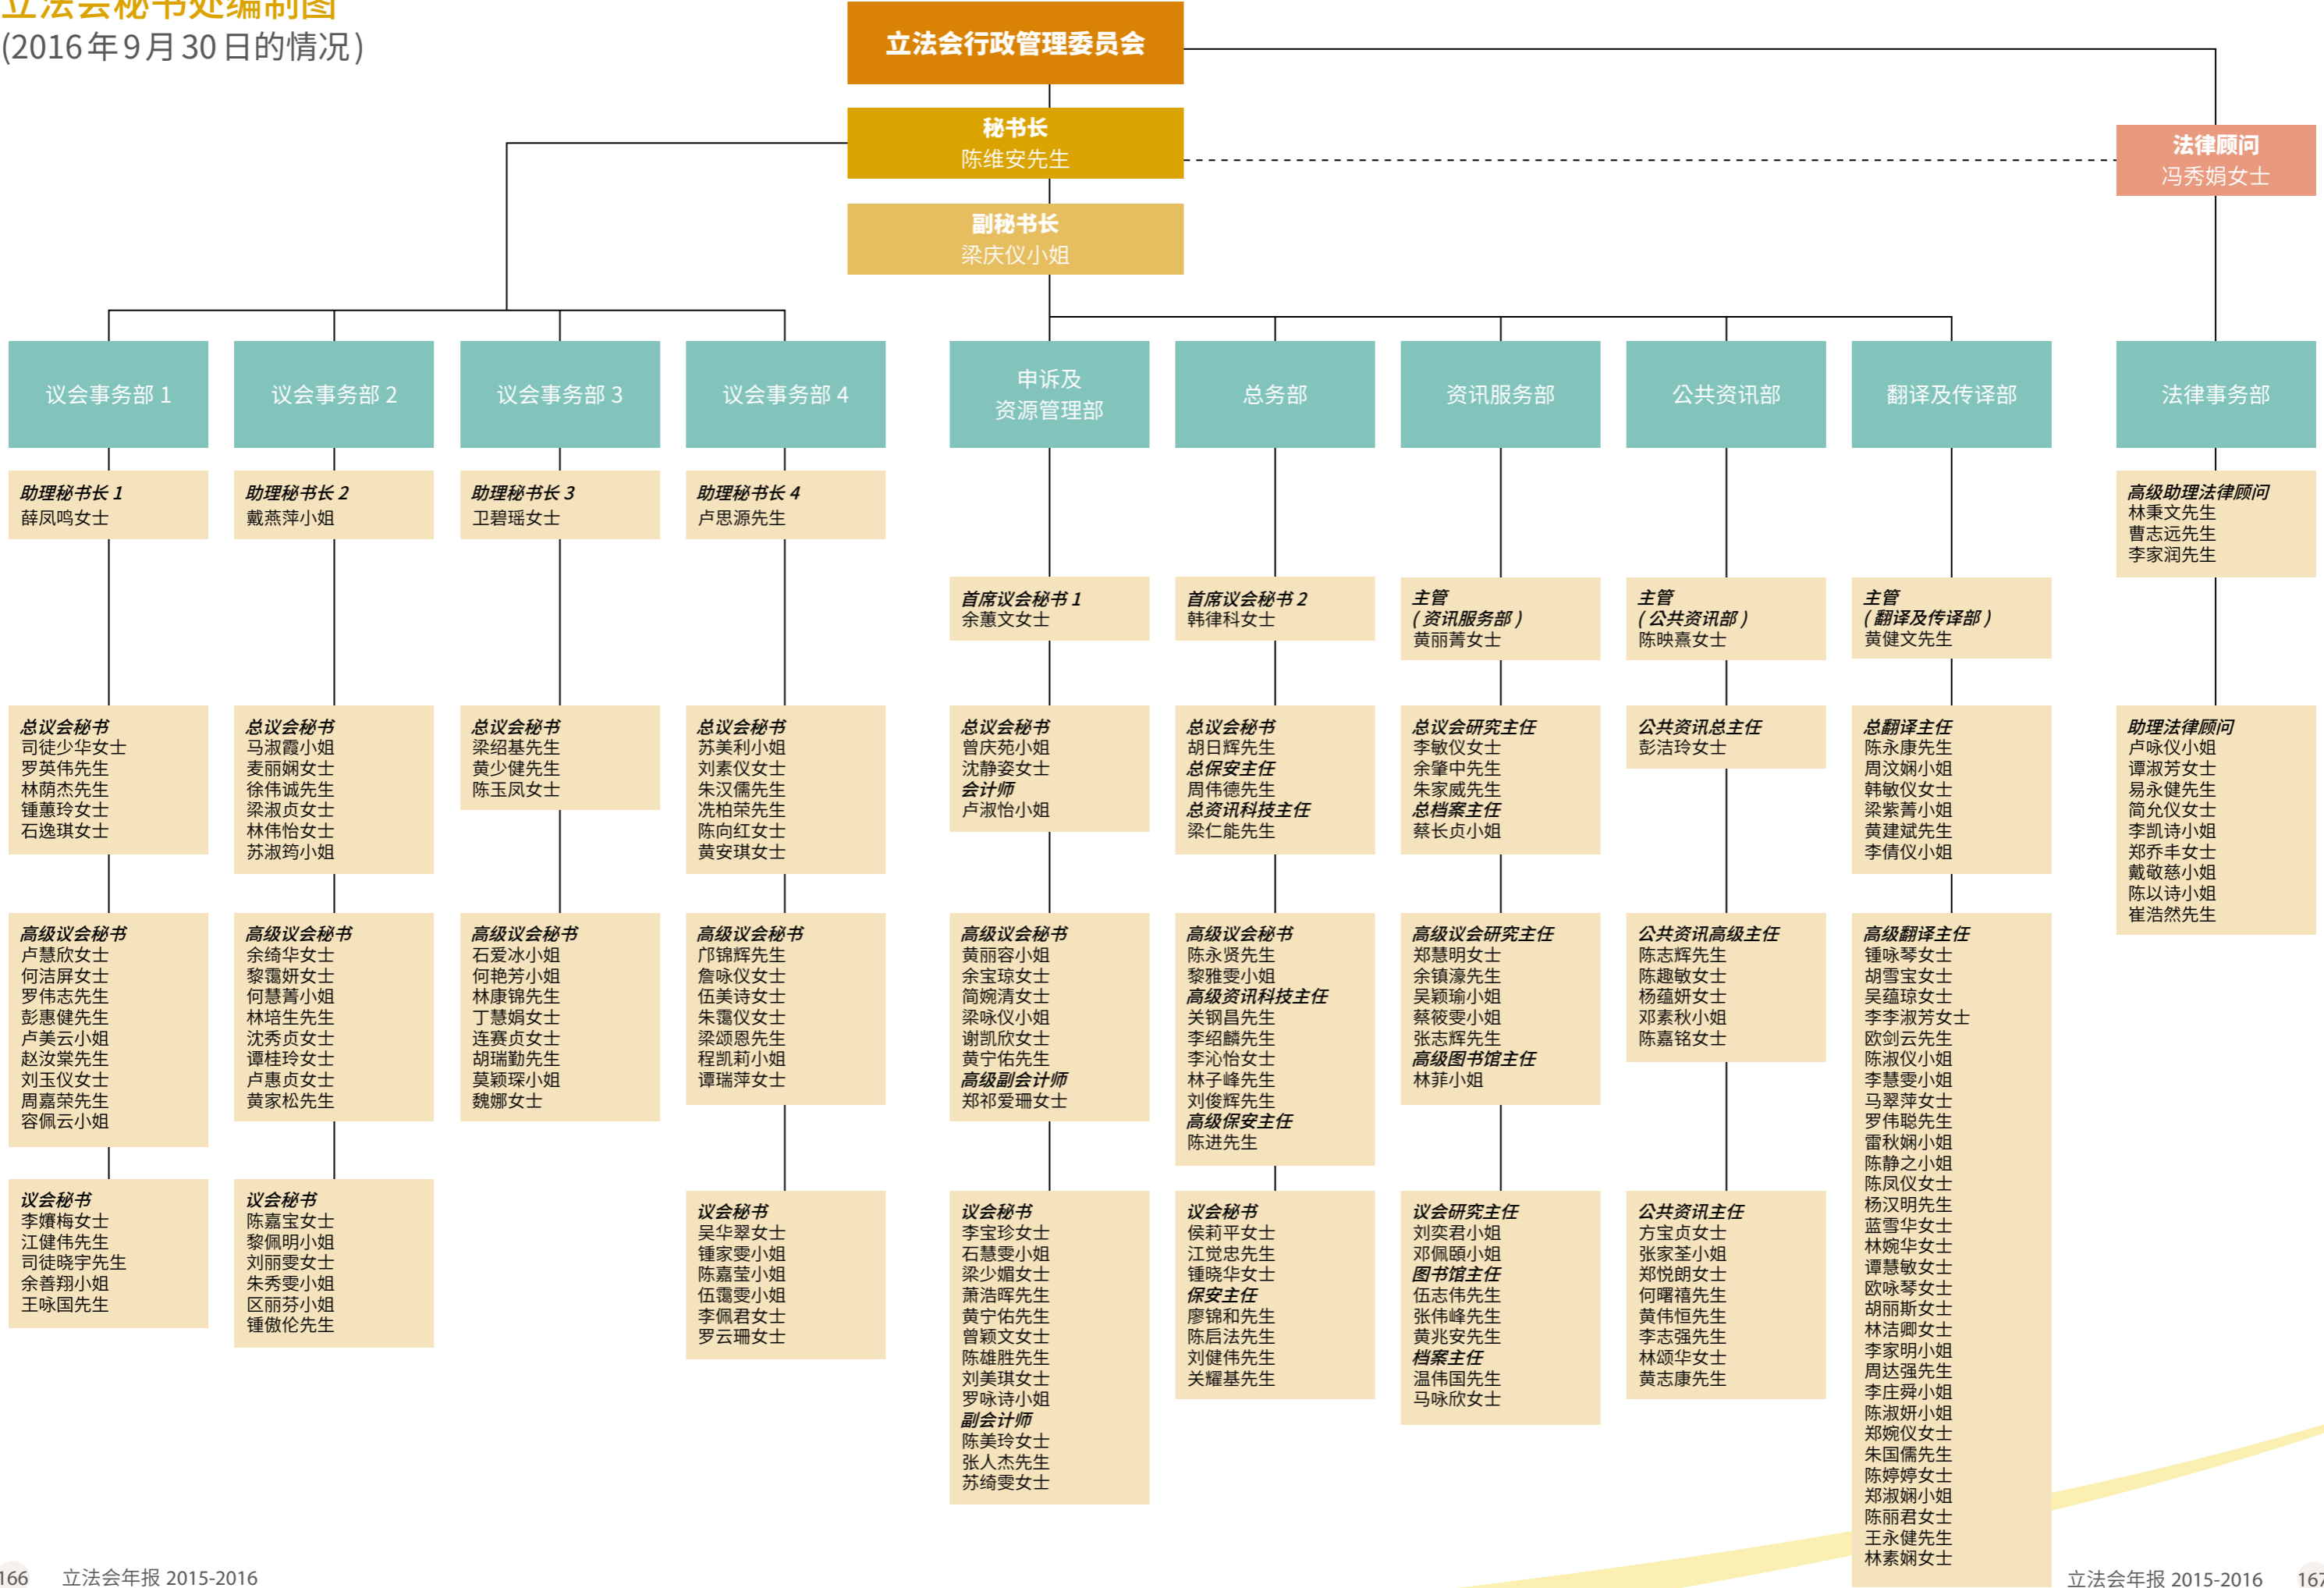 立法会秘书处编制图
(2016年9月30日的情况)
立法会行政管理委员会
秘书长
陈维安先生
副秘书长
梁庆仪小姐
法律顾问
冯秀娟女士
议会事务部 1
助理秘书长 1
薛凤鸣女士
总议会秘书
司徒少华女士
罗英伟先生
林荫杰先生
锺蕙玲女士
石逸琪女士
高级议会秘书
卢慧欣女士
何洁屏女士
罗伟志先生
彭惠健先生
卢美云小姐
赵汝棠先生
刘玉仪女士
周嘉荣先生
容佩云小姐
议会秘书
李嬪梅女士
江健伟先生
司徒晓宇先生
余善翔小姐
王咏国先生
议会事务部 2
助理秘书长 2
戴燕萍小姐
总议会秘书
马淑霞小姐
麦丽娴女士
徐伟诚先生
梁淑贞女士
林伟怡女士
苏淑筠小姐
高级议会秘书
余绮华女士
黎霭妍女士
何慧菁小姐
林培生先生
沈秀贞女士
谭桂玲女士
卢惠贞女士
黄家松先生
议会秘书
陈嘉宝女士
黎佩明小姐
刘丽雯女士
朱秀雯小姐
区丽芬小姐
锺傲伦先生
议会事务部 3
助理秘书长 3
卫碧瑶女士
总议会秘书
梁绍基先生
黄少健先生
陈玉凤女士
高级议会秘书
石爱冰小姐
何艳芳小姐
林康锦先生
丁慧娟女士
连赛贞女士
胡瑞勤先生
莫颖琛小姐
魏娜女士
议会事务部 4
助理秘书长 4
卢思源先生
总议会秘书
苏美利小姐
刘素仪女士
朱汉儒先生
冼柏荣先生
陈向红女士
黄安琪女士
高级议会秘书
邝锦辉先生
詹咏仪女士
伍美诗女士
朱霭仪女士
梁颂恩先生
程凯莉小姐
谭瑞萍女士
议会秘书
吴华翠女士
锺家雯小姐
陈嘉莹小姐
伍霭雯小姐
李佩君女士
罗云珊女士
申诉及
资源管理部
首席议会秘书 1
余蕙文女士
总议会秘书
曾庆苑小姐
沈静姿女士
会计师
卢淑怡小姐
高级议会秘书
黄丽容小姐
余宝琼女士
简婉清女士
梁咏仪小姐
谢凯欣女士
黄宁佑先生
高级副会计师
郑祁爱珊女士
议会秘书
李宝珍女士
石慧雯小姐
梁少媚女士
萧浩晖先生
黄宁佑先生
曾颖文女士
陈雄胜先生
刘美琪女士
罗咏诗小姐
副会计师
陈美玲女士
张人杰先生
苏绮雯女士
总务部
首席议会秘书 2
韩律科女士
总议会秘书
胡日辉先生
总保安主任
周伟德先生
总资讯科技主任
梁仁能先生
高级议会秘书
陈永贤先生
黎雅雯小姐
高级资讯科技主任
关钢昌先生
李绍麟先生
李沁怡女士
林子峰先生
刘俊辉先生
高级保安主任
陈进先生
议会秘书
侯莉平女士
江觉忠先生
锺晓华女士
保安主任
廖锦和先生
陈启法先生
刘健伟先生
关耀基先生
资讯服务部
主管
(资讯服务部)
黄丽菁女士
总议会研究主任
李敏仪女士
余肇中先生
朱家威先生
总档案主任
蔡长贞小姐
高级议会研究主任
郑慧明女士
余镇濠先生
吴颖瑜小姐
蔡筱雯小姐
张志辉先生
高级图书馆主任
林菲小姐
议会研究主任
刘奕君小姐
邓佩頤小姐
图书馆主任
伍志伟先生
张伟峰先生
黄兆安先生
档案主任
温伟国先生
马咏欣女士
公共资讯部
主管
(公共资讯部)
陈映熹女士
公共资讯总主任
彭洁玲女士
公共资讯高级主任
陈志辉先生
陈趣敏女士
杨蕴妍女士
邓素秋小姐
陈嘉铭女士
公共资讯主任
方宝贞女士
张家荃小姐
郑悦朗女士
何曙禧先生
黄伟恒先生
李志强先生
林颂华女士
黄志康先生
翻译及传译部
主管
(翻译及传译部)
黄健文先生
总翻译主任
陈永康先生
周汶娴小姐
韩敏仪女士
梁紫菁小姐
黄建斌先生
李倩仪小姐
高级翻译主任
锺咏琴女士
胡雪宝女士
吴蕴琼女士
李李淑芳女士
欧剑云先生
陈淑仪小姐
李慧雯小姐
马翠萍女士
罗伟聪先生
雷秋娴小姐
陈静之小姐
陈凤仪女士
杨汉明先生
蓝雪华女士
林婉华女士
谭慧敏女士
欧咏琴女士
胡丽斯女士
林洁卿女士
李家明小姐
周达强先生
李庄舜小姐
陈淑妍小姐
郑婉仪女士
朱国儒先生
陈婷婷女士
郑淑娴小姐
陈丽君女士
王永健先生
林素娴女士
法律事务部
高级助理法律顾问
林秉文先生
曹志远先生
李家润先生
助理法律顾问
卢咏仪小姐
谭淑芳女士
易永健先生
简允仪女士
李凯诗小姐
郑乔丰女士
戴敬慈小姐
陈以诗小姐
崔浩然先生
166 立法会年报 2015-2016
立法会年报 2015-2016 167